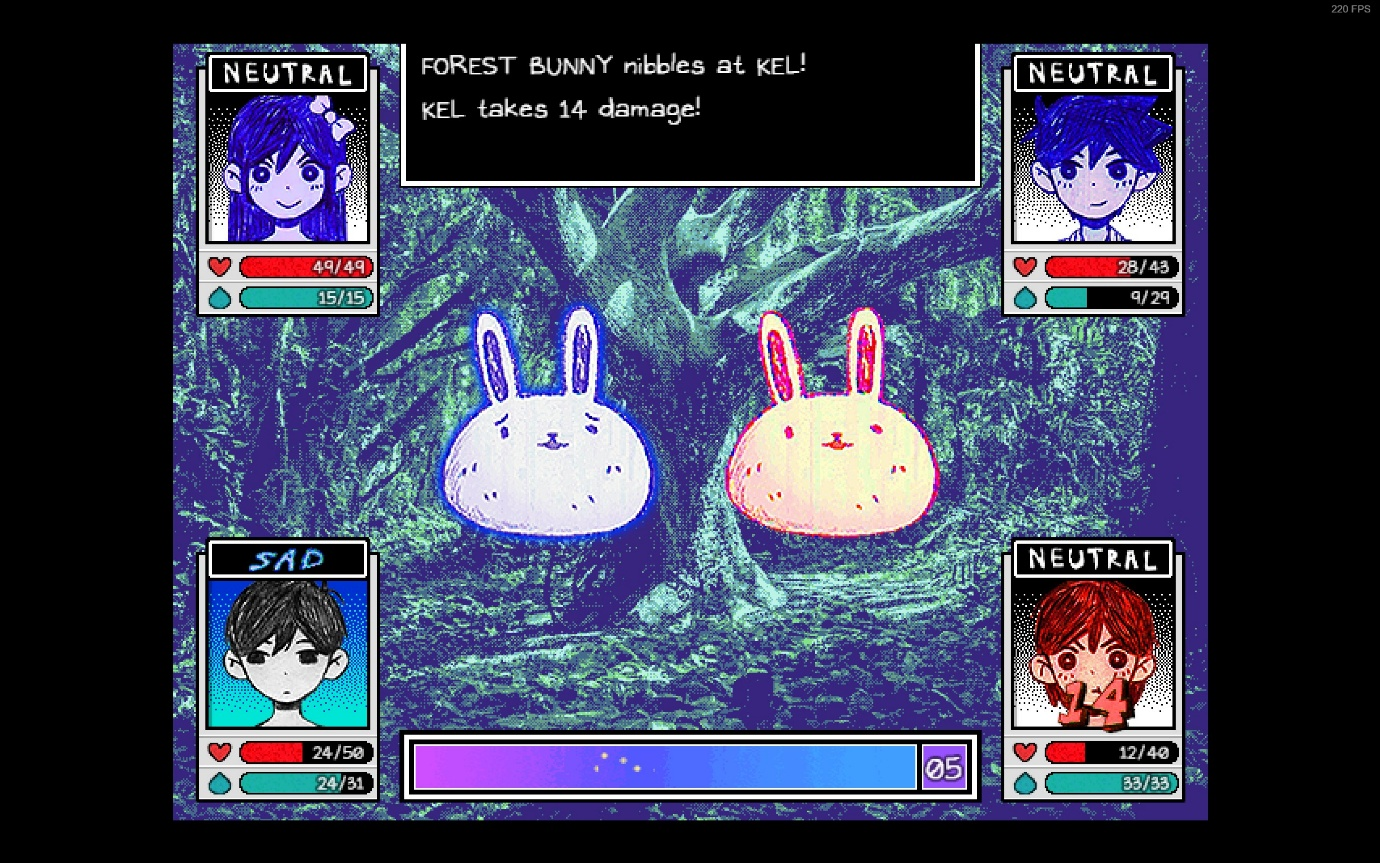 220 FPS
FOREST BUNNY nibbles at KEL!
KEL takes 14 damage!
NEUTRAL
49/49
15/15
NEUTRAL
28/43
9/29
SAD
24/50
24/31
NEUTRAL
14
12/40
33/33
05